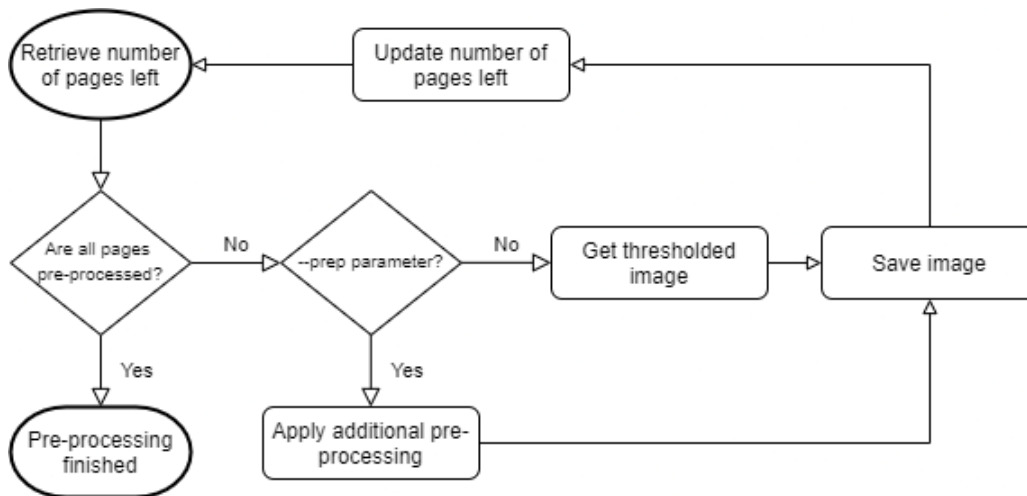 Retrieve number
of pages left
Update number of
pages left
Are all pages
pre-processed?
No
--prep parameter?
No
Get thresholded
image
Save image
Yes
Yes
Pre-processing
finished
Apply additional pre-
processing